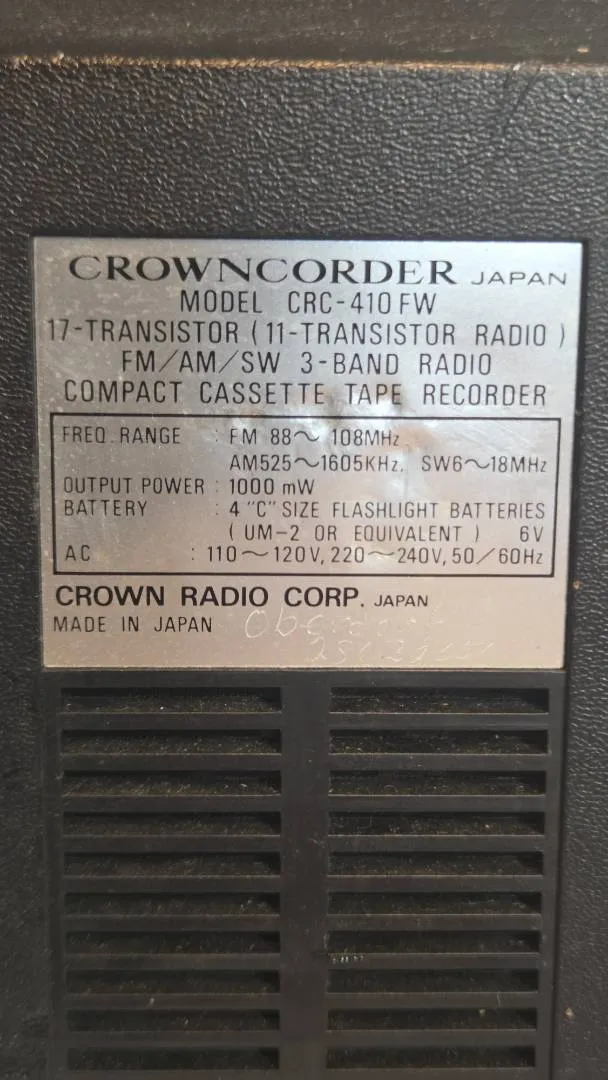 CROWNCORDER JAPAN
MODEL CRC-410 FW
17-TRANSISTOR ( 11-TRANSISTOR RADIO )
FM/AM/SW 3-BAND RADIO
COMPACT CASSETTE TAPE RECORDER
FREQ. RANGE : FM 88~ 108MHz
AM525~1605KHz, SW6~18MHz
OUTPUT POWER : 1000 mW
BATTERY : 4 "C" SIZE FLASHLIGHT BATTERIES
( UM-2 OR EQUIVALENT ) 6V
AC : 110~120V, 220~240V, 50/60Hz
CROWN RADIO CORP. JAPAN
MADE IN JAPAN